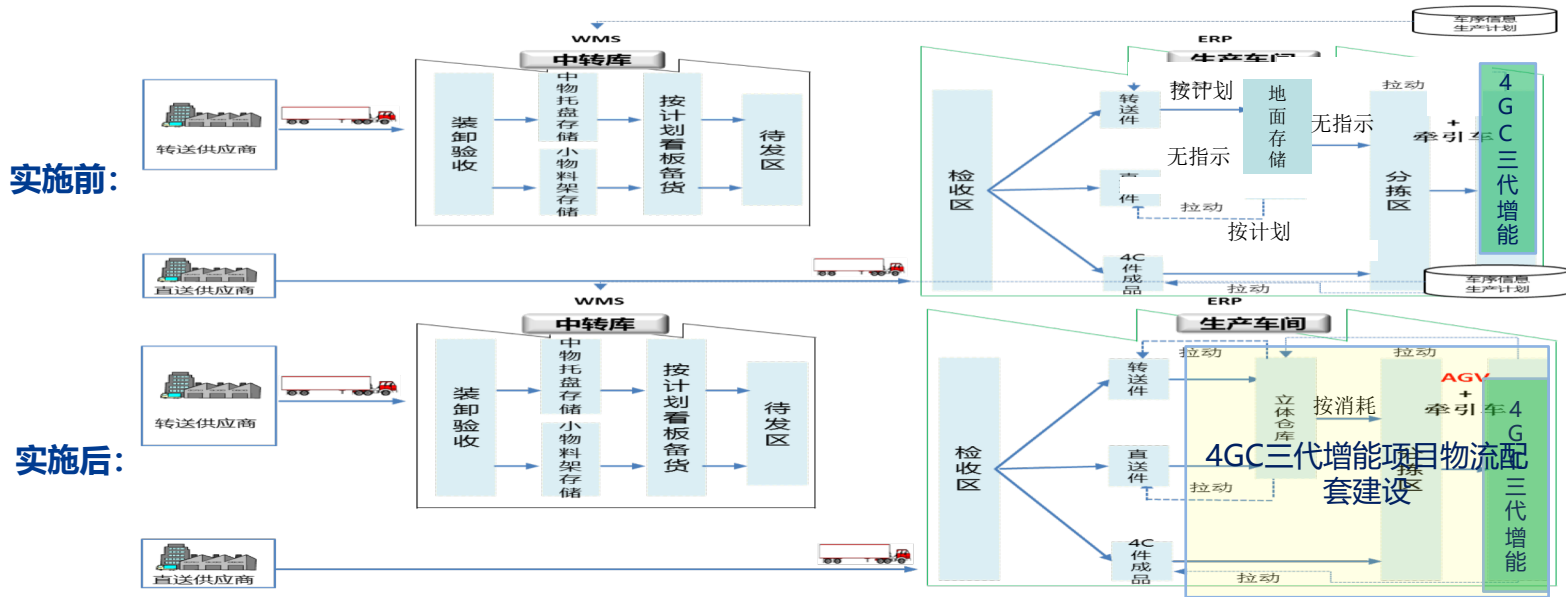 车序信息
生产计划
WMS
ERP
中转库
生产车间
转送供应商
装卸验收
中物托盘存储
小物料架存储
按计划看板备货
待发区
实施前：
检收区
转送件
按计划
地面存储
无指示
无指示
拉动
按计划
拉动
+
牵引车
分拣区
4GC三代增能
4C件成品
拉动
直送供应商
车序信息
生产计划
WMS
ERP
中转库
生产车间
转送供应商
装卸验收
中物托盘存储
小物料架存储
按计划看板备货
待发区
实施后：
检收区
拉动
转送件
立体仓库
按消耗
拉动
AGV
+
牵引车
直送件
拉动
4GC三代增能项目物流配
套建设
拣区
三代增能
4C件成品
拉动
直送供应商